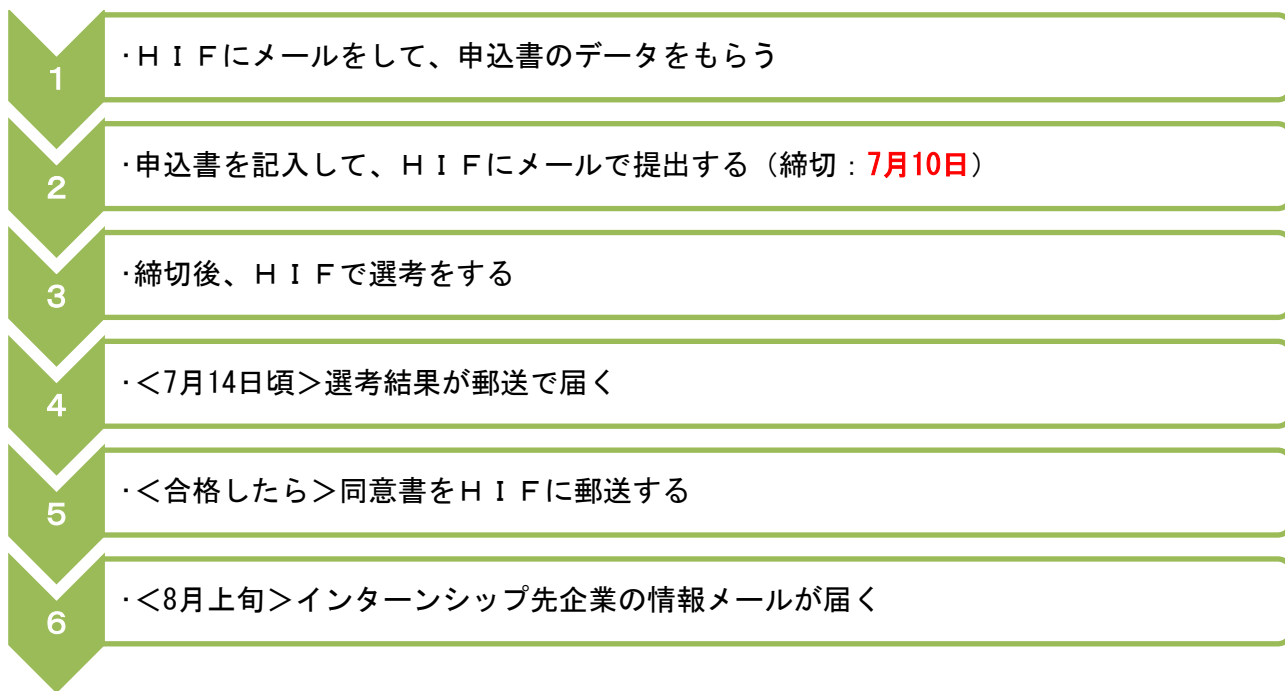 1
・ＨＩＦにメールをして、申込書のデータをもらう
2
・申込書を記入して、ＨＩＦにメールで提出する（締切：7月10日）
3
・締切後、ＨＩＦで選考をする
4
・＜7月14日頃＞選考結果が郵送で届く
5
・＜合格したら＞同意書をＨＩＦに郵送する
6
・＜8月上旬＞インターンシップ先企業の情報メールが届く